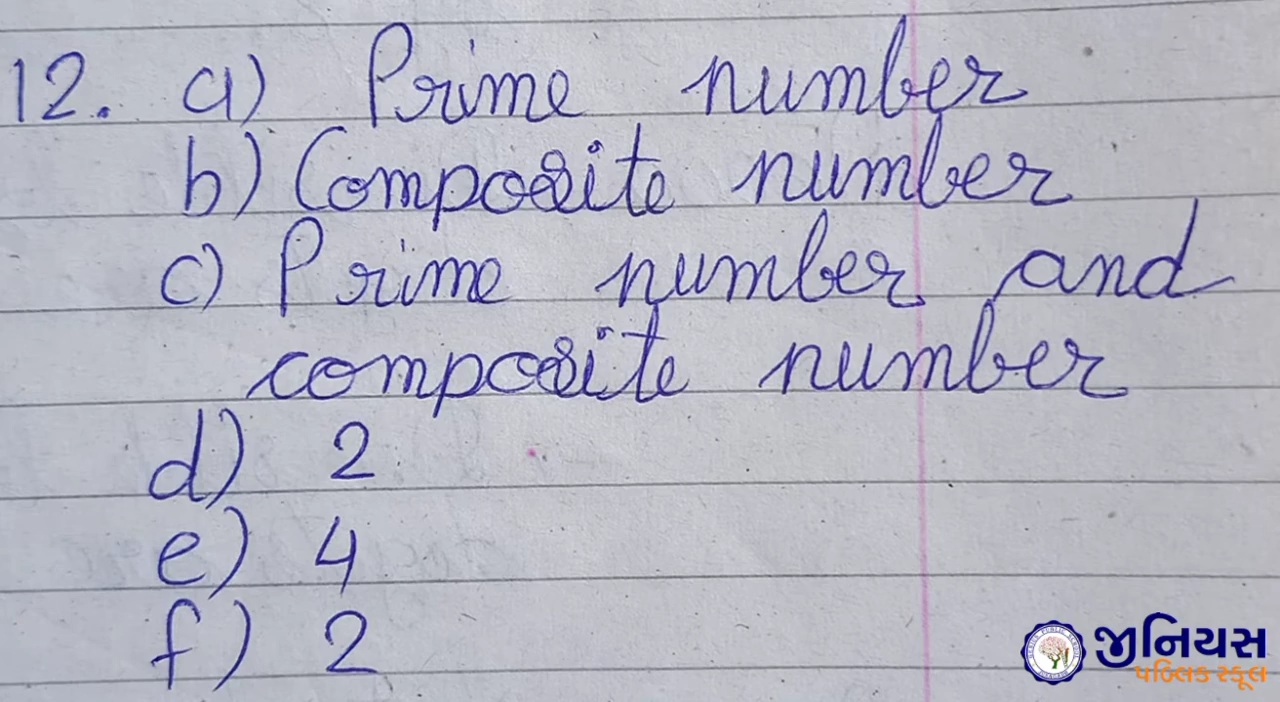 12. a) Prime number
b) Composite number
c) Prime number and
composite number
d) 2
e) 4
f) 2
જીનિયસ
પબ્લિક સ્કૂલ